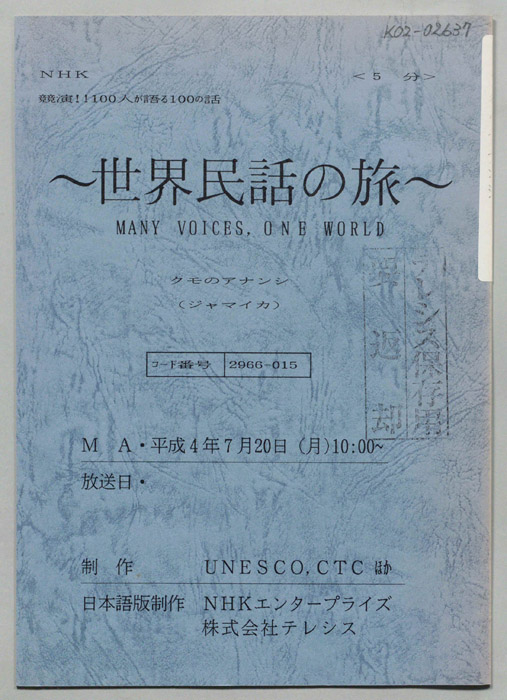 K02-02637
NHK
<5 分>
競演!!100人が語る100の話
～世界民話の旅～
MANY VOICES, ONE WORLD
クモのアナンシ
(ジャマイカ)
コード番号 2966-015
テレシス保存用
要返却
MA・平成4年7月20日(月)10:00~
放送日・
制作 UNESCO, CTC ほか
日本語版制作 NHKエンタープライズ
株式会社テレシス